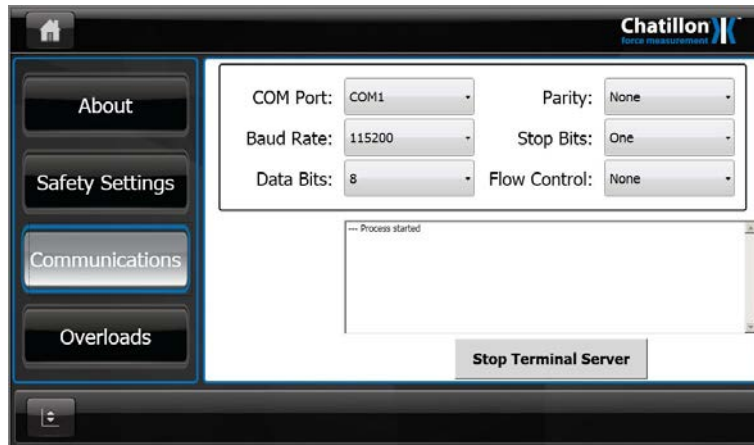 Chatillon
force measurement
About
Safety Settings
Communications
Overloads
COM Port: COM1 Parity: None
Baud Rate: 115200 Stop Bits: One
Data Bits: 8 Flow Control: None
--- Process started
Stop Terminal Server